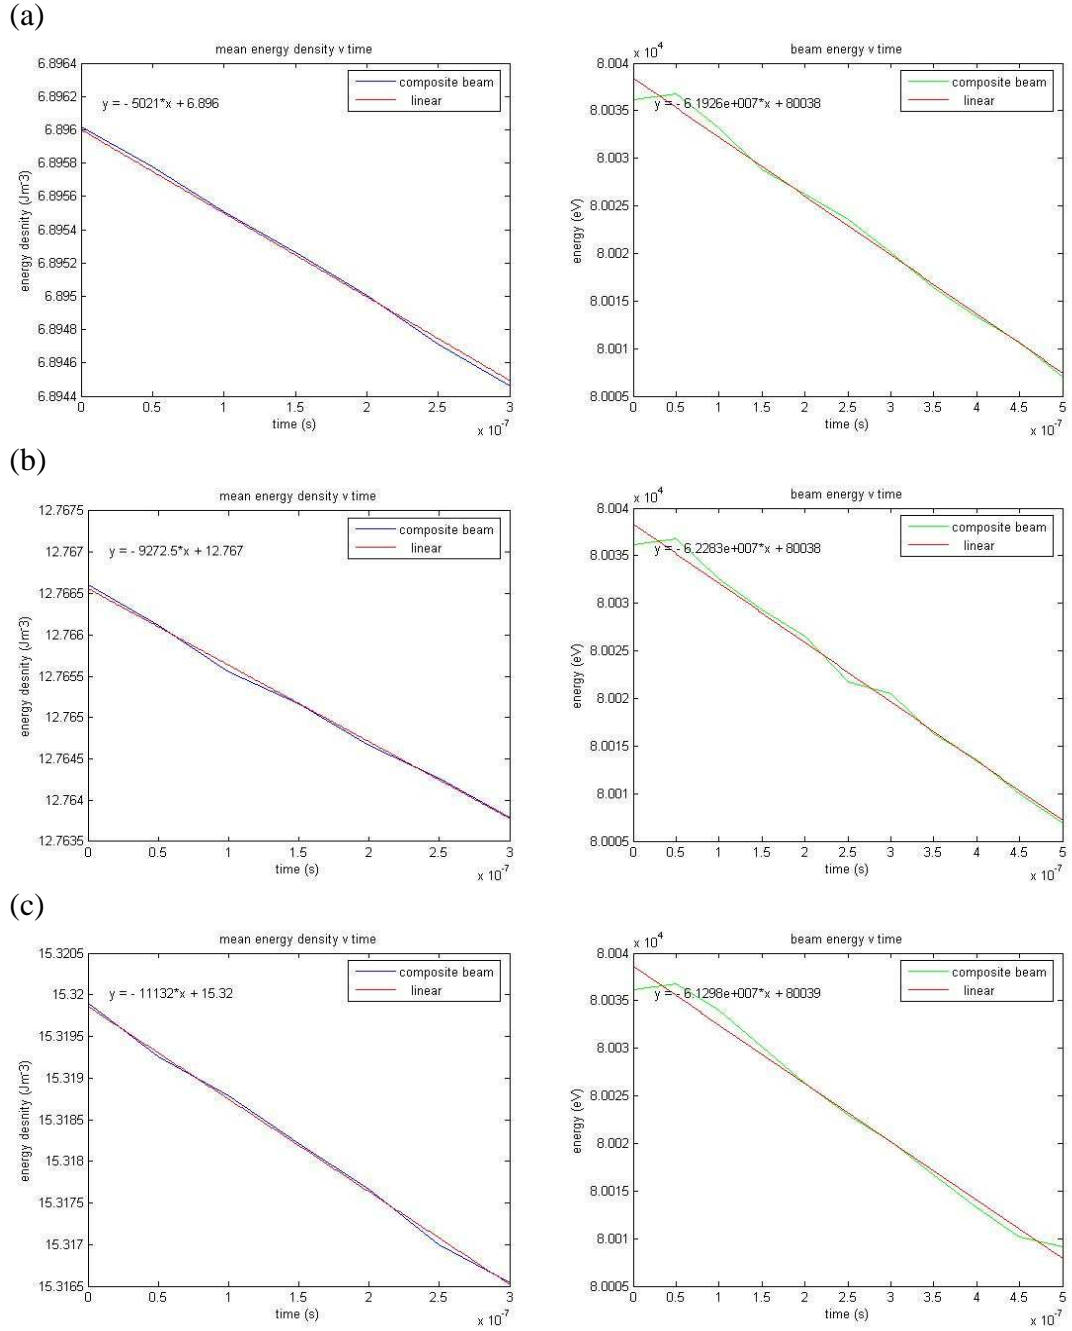 (a)
mean energy density v time
6.8964
6.8962
6.896
6.8958
6.8956
6.8954
6.8952
6.895
6.8948
6.8946
6.8944
energy desnity (Jm-3)
y = - 5021*x + 6.896
composite beam
linear
0 0.5 1 1.5 2 2.5 3
time (s)
x 10-7
beam energy v time
x 10 4
8.004
8.0035
8.003
8.0025
8.002
8.0015
8.001
8.0005
energy (eV)
y = - 6.1926e+007*x + 80038
composite beam
linear
0 0.5 1 1.5 2 2.5 3 3.5 4 4.5 5
time (s)
x 10-7
(b)
mean energy density v time
12.7675
12.767
12.7665
12.766
12.7655
12.765
12.7645
12.764
12.7635
energy desnity (Jm-3)
y = - 9272.5*x + 12.767
composite beam
linear
0 0.5 1 1.5 2 2.5 3
time (s)
x 10-7
beam energy v time
x 10 4
8.004
8.0035
8.003
8.0025
8.002
8.0015
8.001
8.0005
energy (eV)
y = - 6.2283e+007*x + 80038
composite beam
linear
0 0.5 1 1.5 2 2.5 3 3.5 4 4.5 5
time (s)
x 10-7
(c)
mean energy density v time
15.3205
15.32
15.3195
15.319
15.3185
15.318
15.3175
15.317
15.3165
energy desnity (Jm-3)
y = - 11132*x + 15.32
composite beam
linear
0 0.5 1 1.5 2 2.5 3
time (s)
x 10-7
beam energy v time
x 10 4
8.004
8.0035
8.003
8.0025
8.002
8.0015
8.001
8.0005
energy (eV)
y = - 6.1298e+007*x + 80039
composite beam
linear
0 0.5 1 1.5 2 2.5 3 3.5 4 4.5 5
time (s)
x 10-7